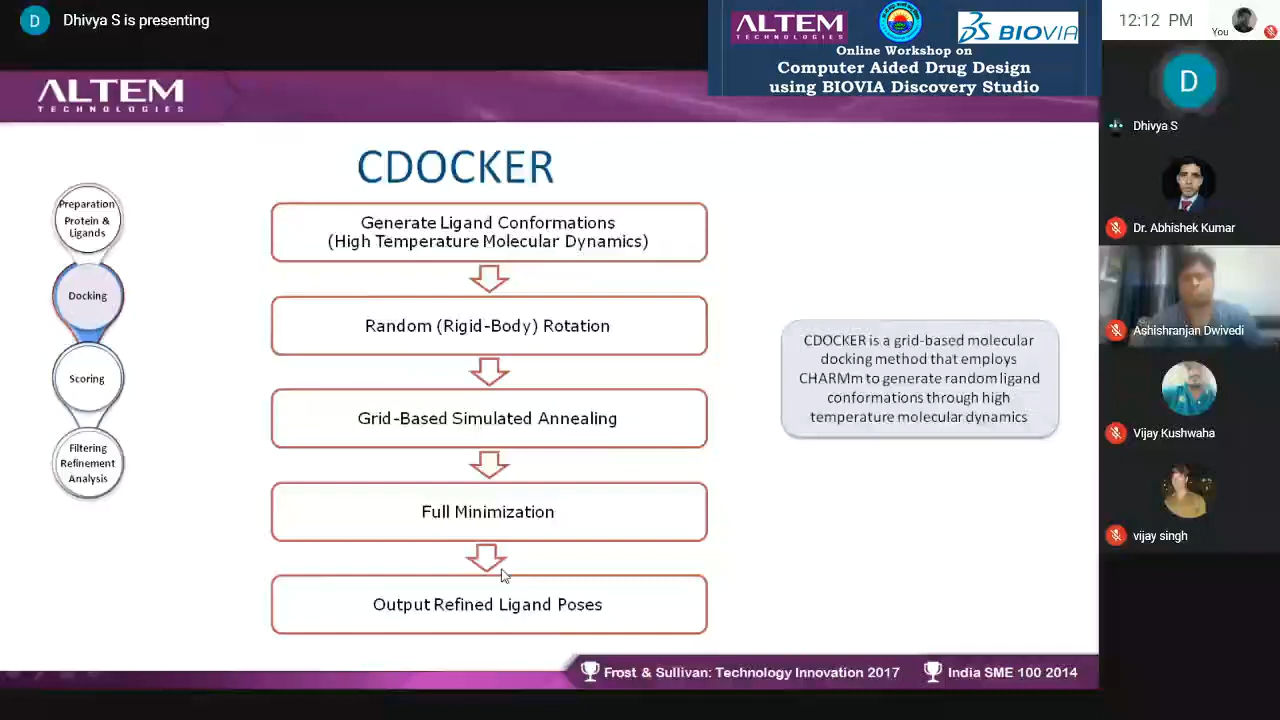 D
Dhivya S is presenting
ALTEM
TECHNOLOGIES
BIOVIA
Online Workshop on
Computer Aided Drug Design
using BIOVIA Discovery Studio
12:12 PM
You
ALTEM
TECHNOLOGIES
CDOCKER
Preparation
Protein &
Ligands
Docking
Scoring
Filtering
Refinement
Analysis
Generate Ligand Conformations
(High Temperature Molecular Dynamics)
Random (Rigid-Body) Rotation
Grid-Based Simulated Annealing
Full Minimization
Output Refined Ligand Poses
CDOCKER is a grid-based molecular
docking method that employs
CHARMm to generate random ligand
conformations through high
temperature molecular dynamics
Frost & Sullivan: Technology Innovation 2017
India SME 100 2014
D
Dhivya S
Dr. Abhishek Kumar
Ashishranjan Dwivedi
Vijay Kushwaha
vijay singh